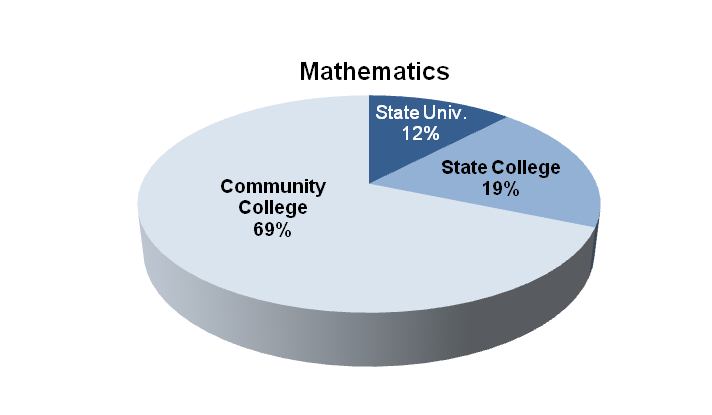 Mathematics
State Univ.
12%
State College
19%
Community
College
69%